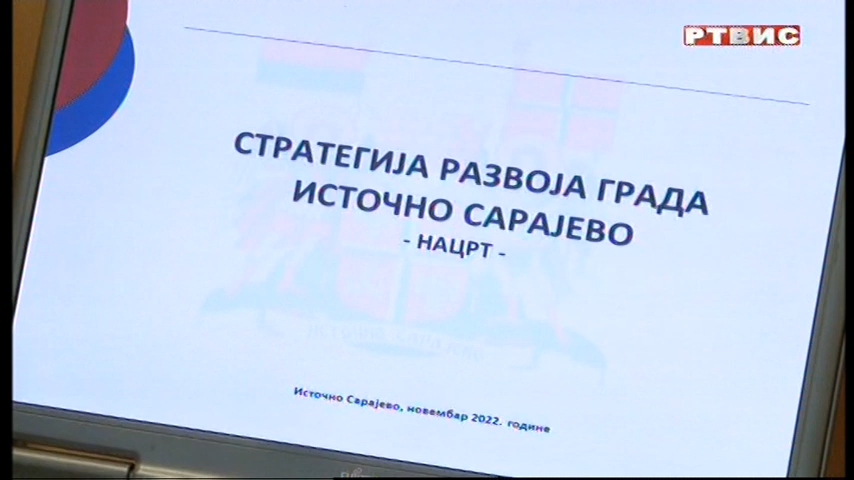 РТВИС
СТРАТЕГИЈА РАЗВОЈА ГРАДА
ИСТОЧНО САРАЈЕВО
- НАЦРТ -
Источно Сарајево, новембар 2022. године